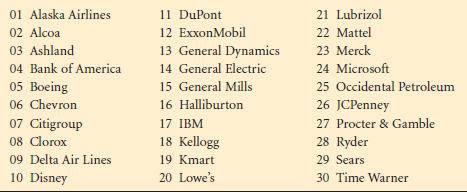 01 Alaska Airlines
02 Alcoa
03 Ashland
04 Bank of America
05 Boeing
06 Chevron
07 Citigroup
08 Clorox
09 Delta Air Lines
10 Disney
11 DuPont
12 ExxonMobil
13 General Dynamics
14 General Electric
15 General Mills
16 Halliburton
17 IBM
18 Kellogg
19 Kmart
20 Lowe's
21 Lubrizol
22 Mattel
23 Merck
24 Microsoft
25 Occidental Petroleum
26 JCPenney
27 Procter & Gamble
28 Ryder
29 Sears
30 Time Warner